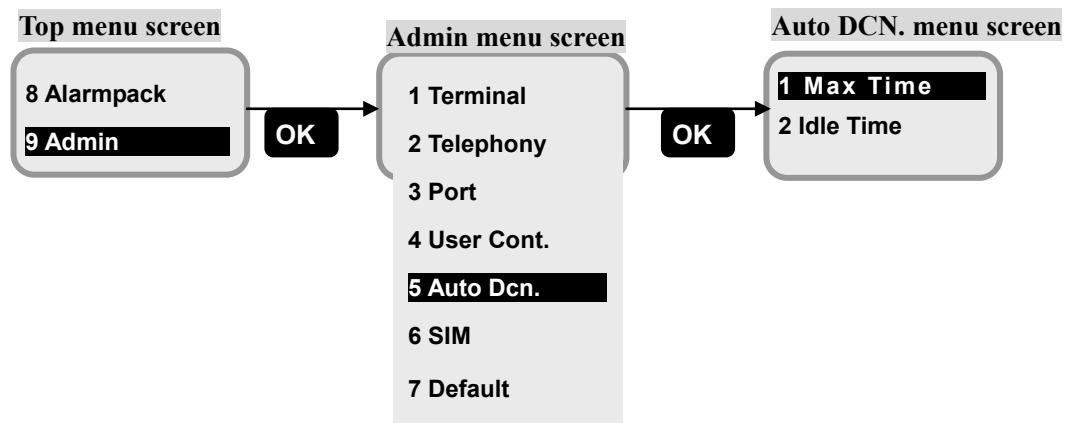 Top menu screen
8 Alarmpack
9 Admin
OK
Admin menu screen
1 Terminal
2 Telephony
3 Port
4 User Cont.
5 Auto Dcn.
6 SIM
7 Default
OK
Auto DCN. menu screen
1 Max Time
2 Idle Time